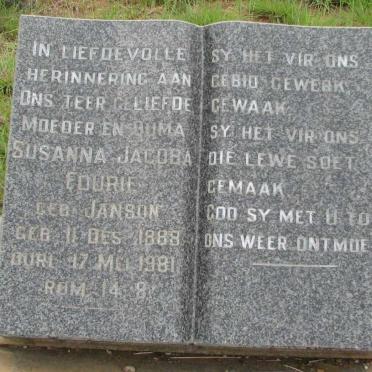 IN LIEFDEVOLLE
HERINNERING AAN
ONS TEER GELIEFDE
MOEDER EN OUMA
SUSANNA JACOBA
FOURIE
GEB. JANSON
GEB. 11 DES. 1888
OORL. 17 MEI 1981
ROM. 14:8
SY HET VIR ONS
GEBID GEWERK,
GEWAAK
SY HET VIR ONS
DIE LEWE SOET
GEMAAK
GOD SY MET U TO
ONS WEER ONTMOE